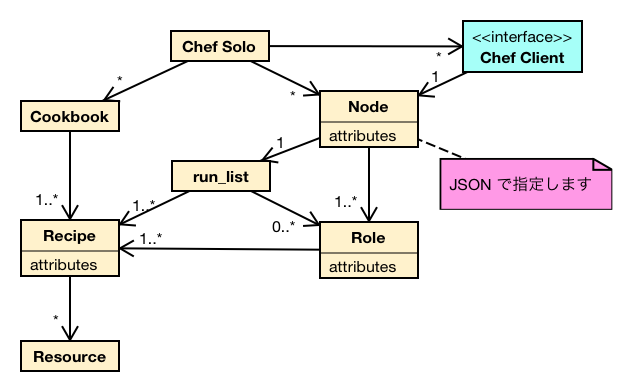 <<interface>>
Chef Solo
*
Chef Client
*
1
*
Cookbook
Node
attributes
1
JSON で指定します
run_list
1..*
1..*
1..*
0..*
Recipe
1..*
Role
attributes
attributes
*
Resource